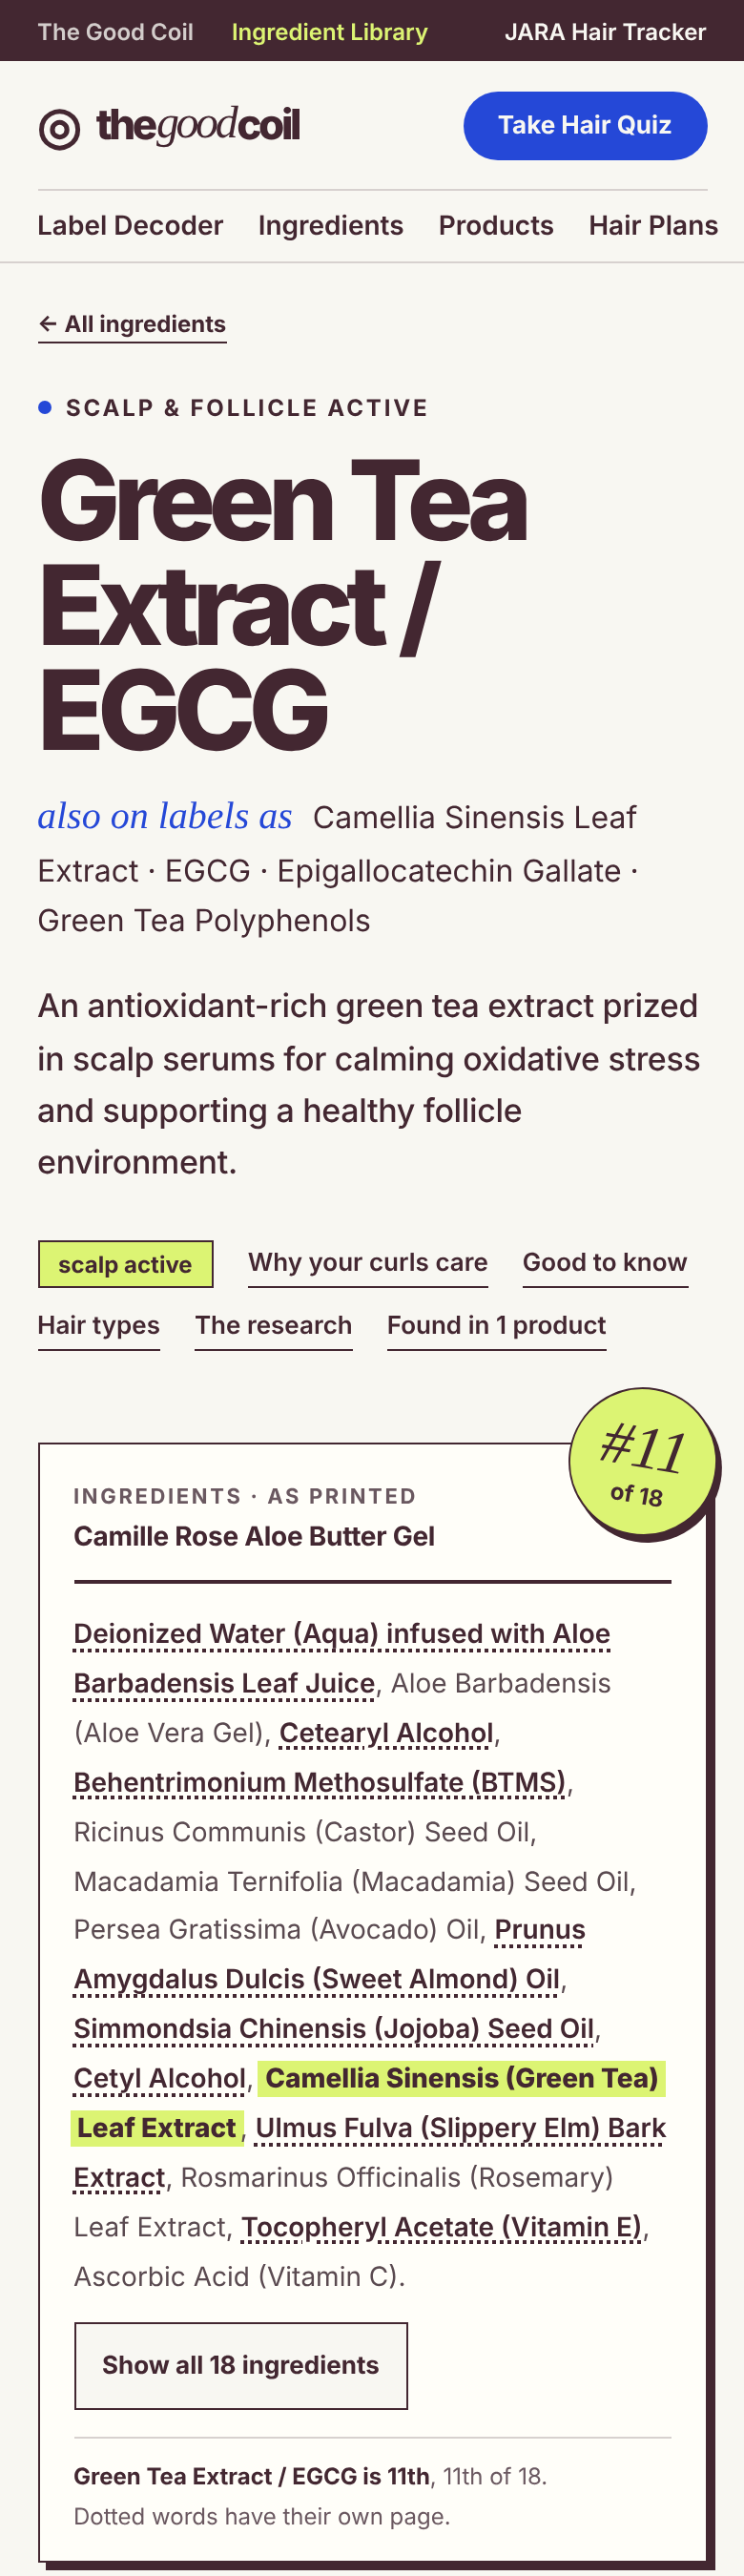 The Good Coil Ingredient Library JARA Hair Tracker
thegoodcoil Take Hair Quiz
Label Decoder Ingredients Products Hair Plans
← All ingredients
SCALP & FOLLICLE ACTIVE
Green Tea
Extract /
EGCG
also on labels as Camellia Sinensis Leaf
Extract · EGCG · Epigallocatechin Gallate ·
Green Tea Polyphenols
An antioxidant-rich green tea extract prized
in scalp serums for calming oxidative stress
and supporting a healthy follicle
environment.
scalp active Why your curls care Good to know
Hair types The research Found in 1 product
#11
of 18
INGREDIENTS · AS PRINTED
Camille Rose Aloe Butter Gel
Deionized Water (Aqua) infused with Aloe
Barbadensis Leaf Juice, Aloe Barbadensis
(Aloe Vera Gel), Cetearyl Alcohol,
Behentrimonium Methosulfate (BTMS),
Ricinus Communis (Castor) Seed Oil,
Macadamia Ternifolia (Macadamia) Seed Oil,
Persea Gratissima (Avocado) Oil, Prunus
Amygdalus Dulcis (Sweet Almond) Oil,
Simmondsia Chinensis (Jojoba) Seed Oil,
Cetyl Alcohol, Camellia Sinensis (Green Tea)
Leaf Extract, Ulmus Fulva (Slippery Elm) Bark
Extract, Rosmarinus Officinalis (Rosemary)
Leaf Extract, Tocopheryl Acetate (Vitamin E),
Ascorbic Acid (Vitamin C).
Show all 18 ingredients
Green Tea Extract / EGCG is 11th, 11th of 18.
Dotted words have their own page.